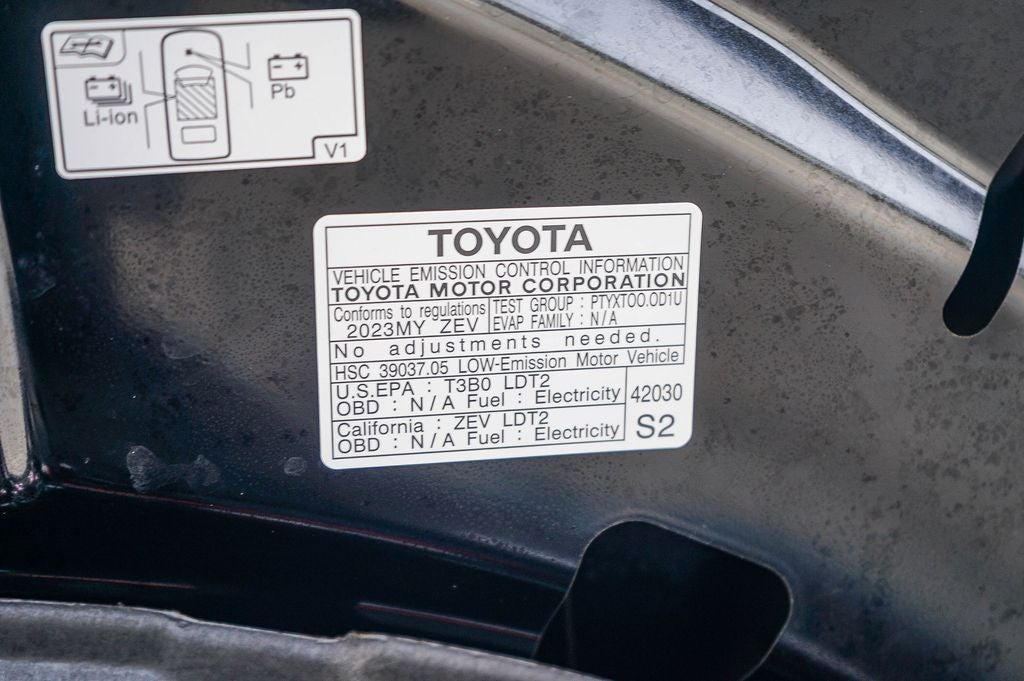 Li-ion
Pb
V1
TOYOTA
VEHICLE EMISSION CONTROL INFORMATION
TOYOTA MOTOR CORPORATION
Conforms to regulations
2023MY ZEV
TEST GROUP : PTYXT00.0D1U
EVAP FAMILY : N/A
No adjustments needed.
HSC 39037.05 LOW-Emission Motor Vehicle
U.S.EPA : T3B0 LDT2
OBD : N/A Fuel : Electricity
California : ZEV LDT2
OBD : N/A Fuel : Electricity
42030
S2